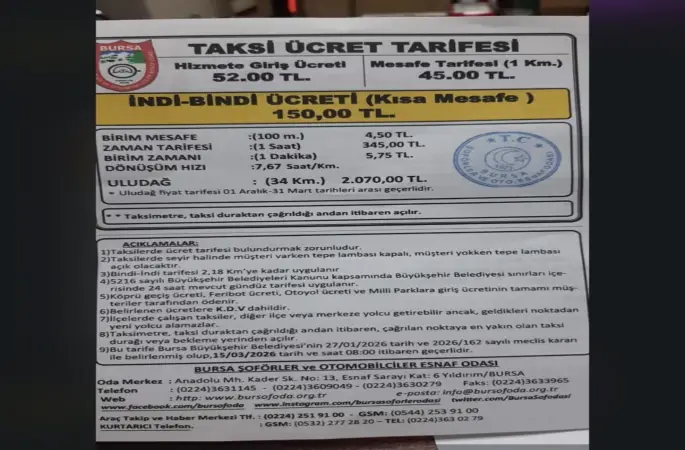 BURSA
TAKSİ ÜCRET TARİFESİ
Hizmete Giriş Ücreti
52.00 TL.
Mesafe Tarifesi (1 Km.)
45.00 TL.
İNDİ-BİNDİ ÜCRETİ (Kısa Mesafe )
150,00 TL.
BİRİM MESAFE :(100 m.) 4,50 TL.
ZAMAN TARİFESİ :(1 Saat) 345,00 TL.
BİRİM ZAMANI :(1 Dakika) 5,75 TL.
DÖNÜŞÜM HIZI :7,67 Saat/Km.
ULUDAĞ : (34 Km.) 2.070,00 TL.
* Uludağ fiyat tarifesi 01 Aralık-31 Mart tarihleri arası geçerlidir.
T.C
BURSA
* * Taksimetre, taksi duraktan çağrıldığı andan itibaren açılır.
AÇIKLAMALAR:
1)Taksilerde ücret tarifesi bulundurmak zorunludur.
2)Taksilerde seyir halinde müşteri varken tepe lambası kapalı, müşteri yokken tepe lambası
açık olacaktır.
3)Bindi-İndi tarifesi 2,18 Km'ye kadar uygulanır
4)5216 sayılı Büyükşehir Belediyeleri Kanunu kapsamında Büyükşehir Belediyesi sınırları içe-
risinde 24 saat mevcut gündüz tarifesi uygulanır.
5)Köprü geçiş ücreti, Feribot ücreti, Otoyol ücreti ve Milli Parklara giriş ücretinin tamamı müş-
teriler tarafından ödenir.
6)Belirlenen ücretlere K.D.V dahildir.
7)İlçelerde çalışan taksiler, diğer ilçe veya merkeze yolcu getirebilir ancak, geldikleri noktadan
yeni yolcu alamazlar.
8)Taksimetre, taksi duraktan çağrıldığı andan itibaren, çağrılan noktaya en yakın olan taksi
durağı veya bekleme yerinden açılır.
9)Bu tarife Bursa Büyükşehir Belediyesi'nin 27/01/2026 tarih ve 2026/162 sayılı meclis kararı
ile belirlenmiş olup,15/03/2026 tarih ve saat 08:00 itibaren geçerlidir.
BURSA ŞOFÖRLER ve OTOMOBİLCİLER ESNAF ODASI
Oda Merkez : Anadolu Mh. Kader Sk. No: 13, Esnaf Sarayı Kat: 6 Yıldırım/BURSA
Telefon : (0224)3631145 - (0224)3609049 - (0224)3630279 Faks: (0224)3633965
Web : http: www.bursofoda.org.tr e-posta: info@bursofoda.org.tr
www.facebook.com/bursofoda www.instagram.com/bursasoforlerodasi twitter.com/BursaSofodasi
Araç Takip ve Haber Merkezi Tlf. : (0224) 251 91 00 - GSM: (0544) 253 91 00
KURTARICI Telefon. : GSM: (0532) 277 28 20 - TEL: (0224)363 02 79